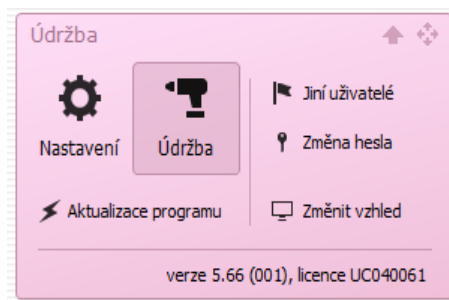 Údržba
Nastavení
Údržba
Jiní uživatelé
Změna hesla
Aktualizace programu
Změnit vzhled
verze 5.66 (001), licence UC040061